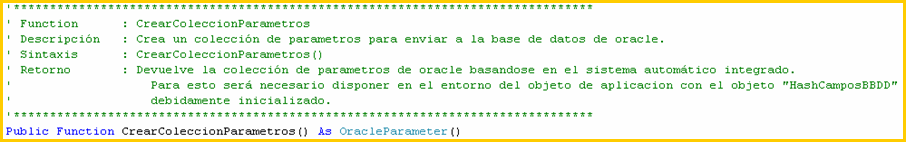 '*******************************************************************************
' Function      : CrearColeccionParametros
' Descripción   : Crea un colección de parametros para enviar a la base de datos de oracle.
' Sintaxis      : CrearColeccionParametros()
' Retorno       : Devuelve la colección de parametros de oracle basandose en el sistema automático integrado.
'                   Para esto será necesario disponer en el entorno del objeto de aplicacion con el objeto "HashCamposBBDD"
'                   debidamente inicializado.
'*******************************************************************************
Public Function CrearColeccionParametros() As OracleParameter()